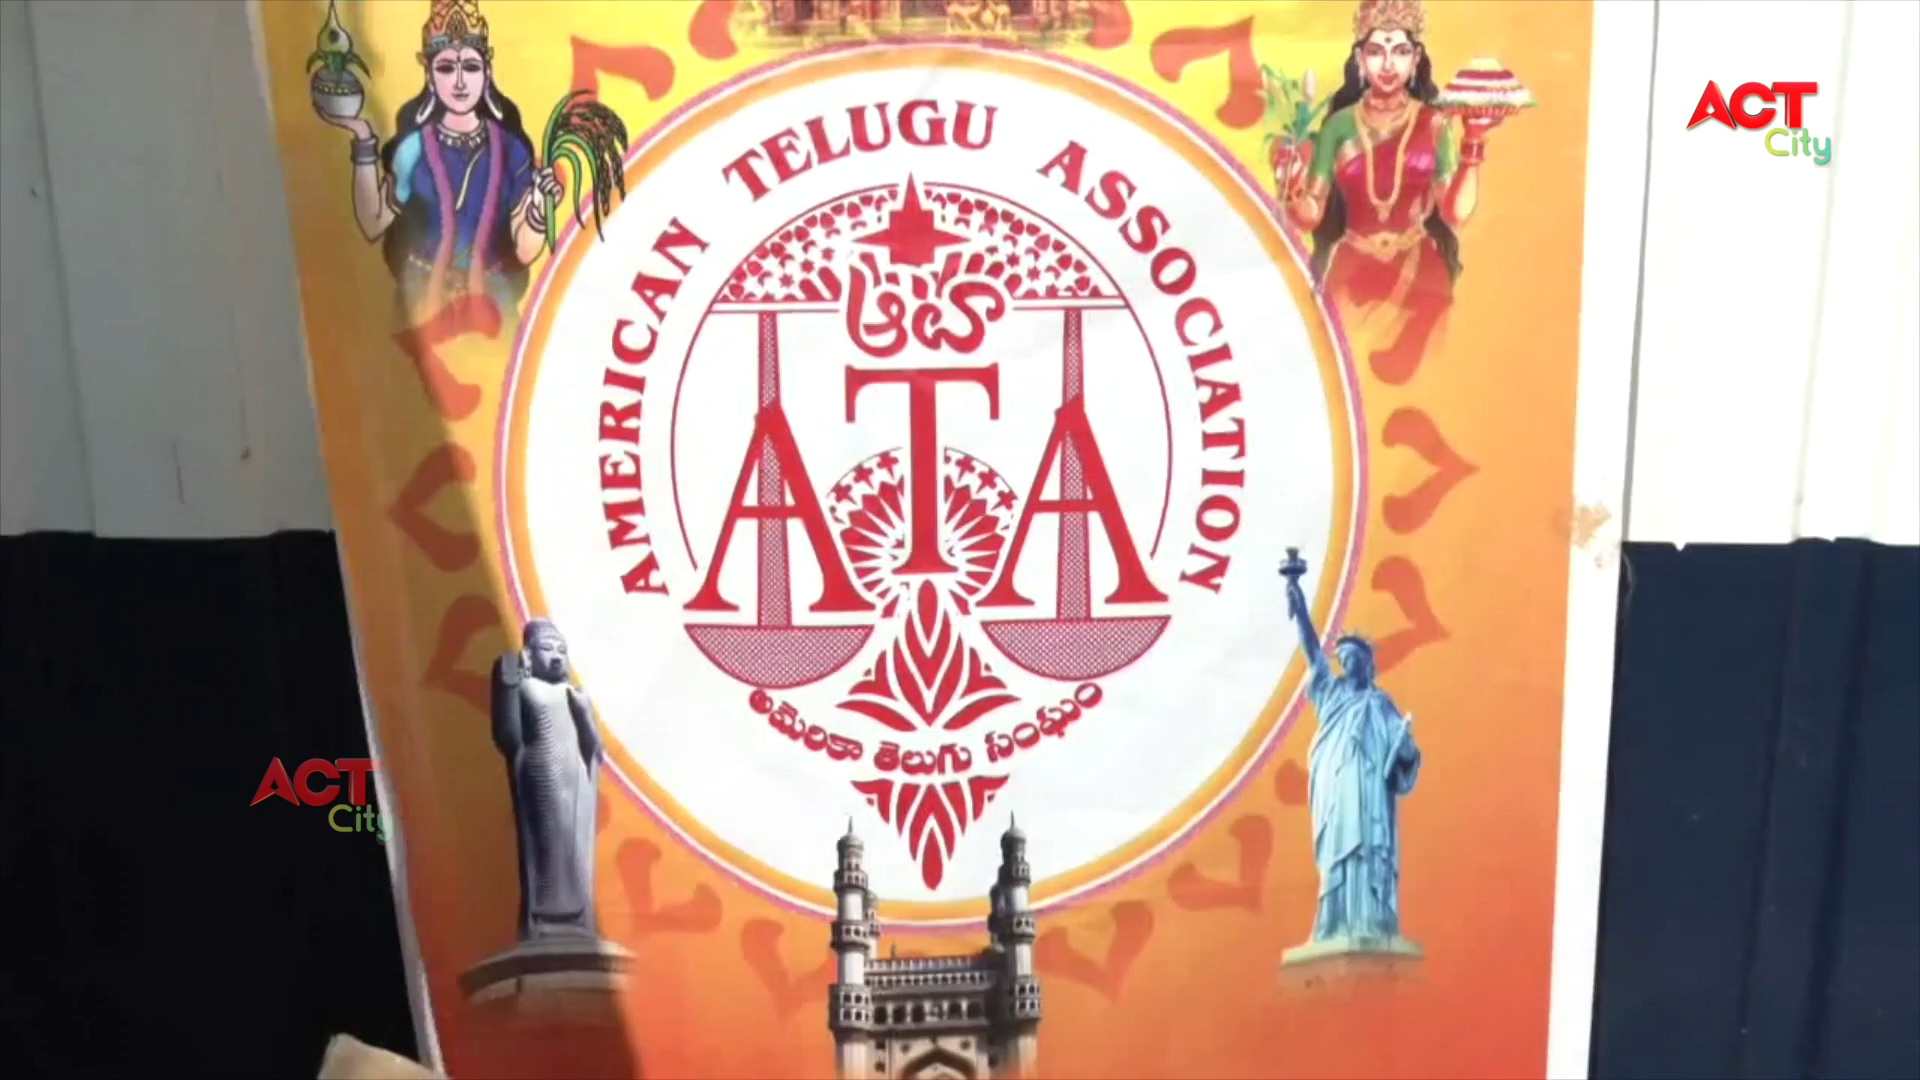 AMERICAN TELUGU ASSOCIATION
ఆటా
ATA
అమెరికా తెలుగు సంఘం
ACT
City
ACT
City